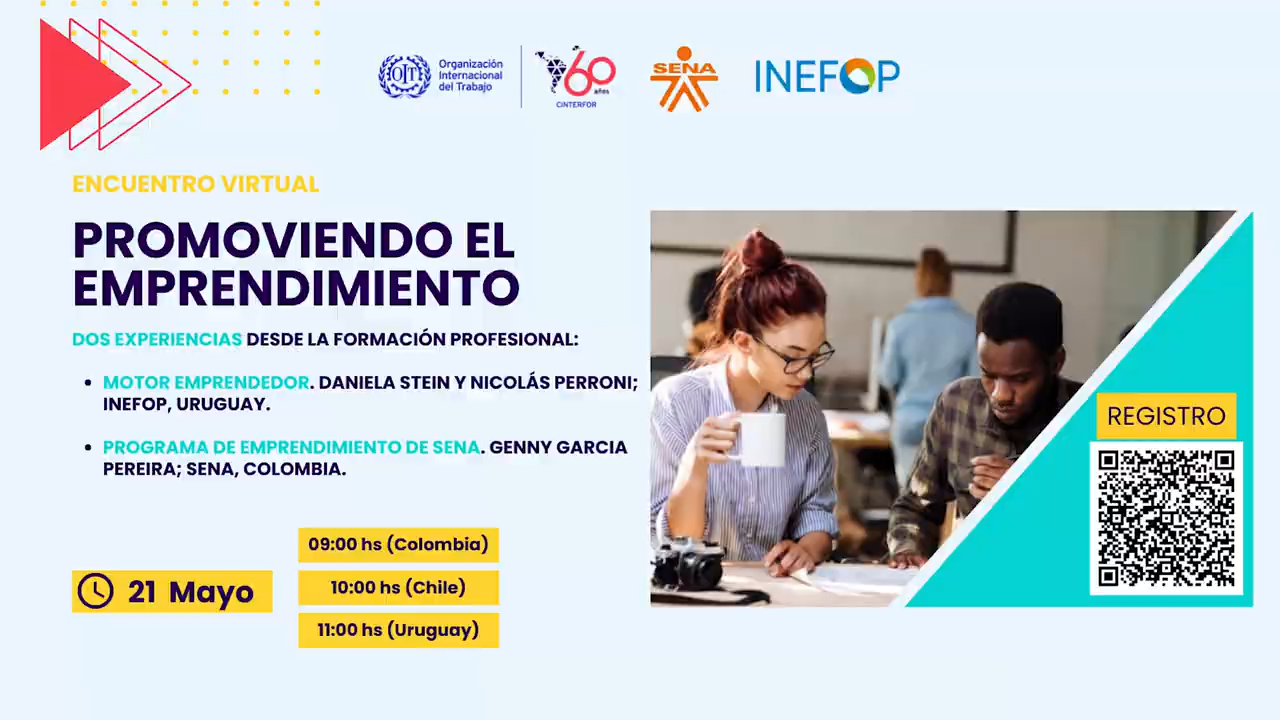 Organización
Internacional
del Trabajo
60
años
CINTERFOR
SENA
INEFOP
ENCUENTRO VIRTUAL
PROMOVIENDO EL
EMPRENDIMIENTO
DOS EXPERIENCIAS DESDE LA FORMACIÓN PROFESIONAL:
• MOTOR EMPRENDEDOR. DANIELA STEIN Y NICOLÁS PERRONI;
INEFOP, URUGUAY.
• PROGRAMA DE EMPRENDIMIENTO DE SENA. GENNY GARCIA
PEREIRA; SENA, COLOMBIA.
REGISTRO
21 Mayo
09:00 hs (Colombia)
10:00 hs (Chile)
11:00 hs (Uruguay)